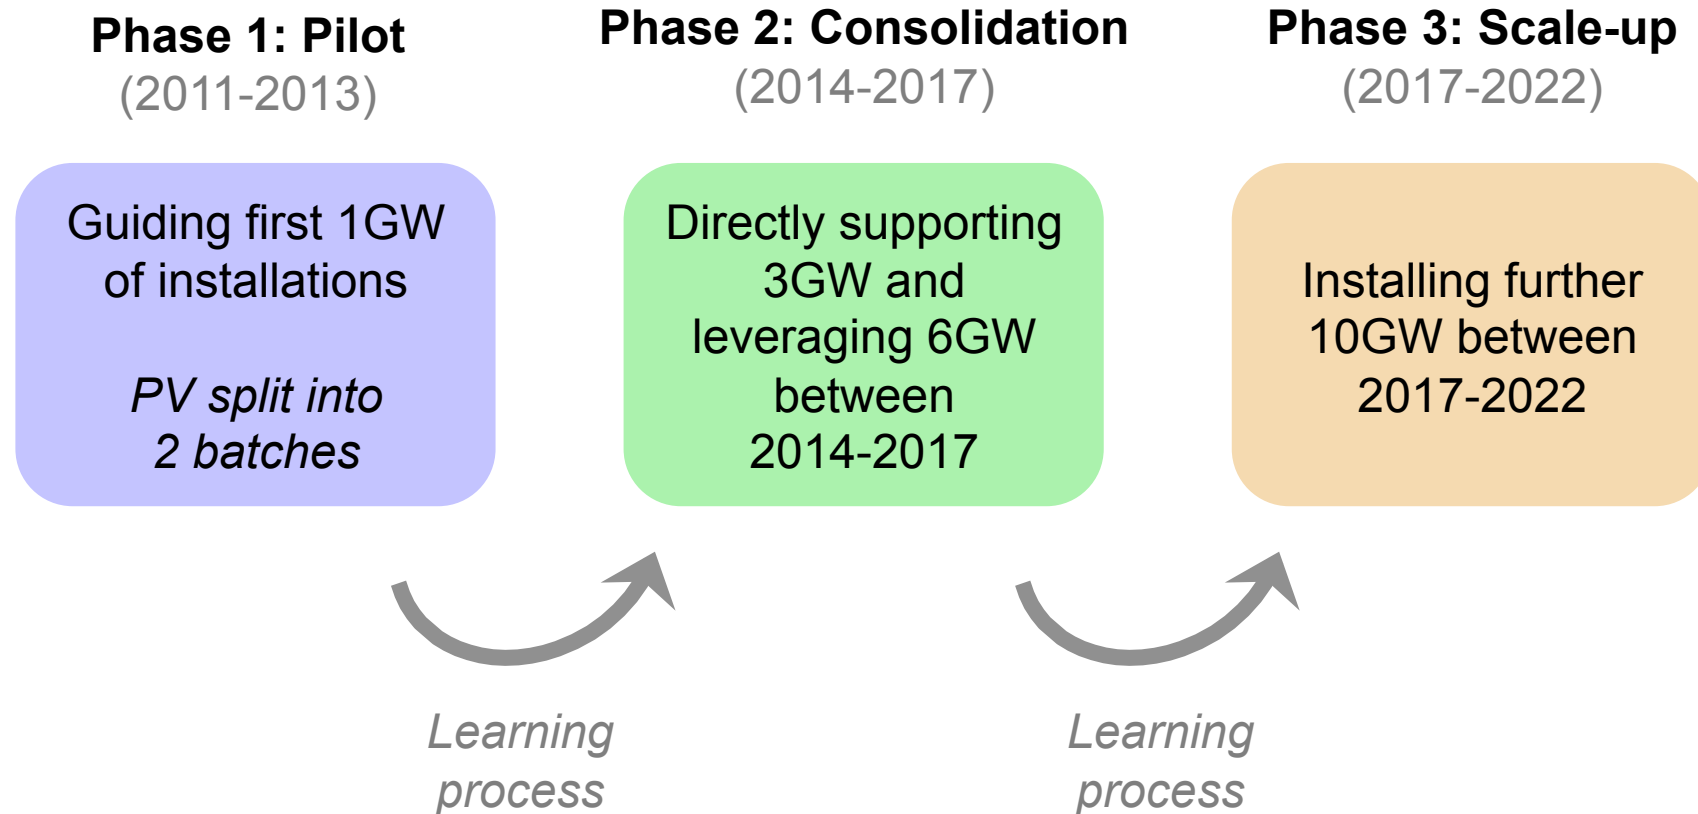 Phase 1: Pilot
(2011-2013)
Guiding first 1GW
of installations
PV split into
2 batches
Phase 2: Consolidation
(2014-2017)
Directly supporting
3GW and
leveraging 6GW
between
2014-2017
Phase 3: Scale-up
(2017-2022)
Installing further
10GW between
2017-2022
Learning
process
Learning
process